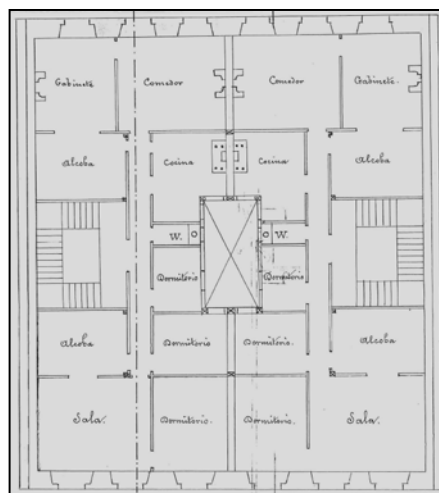 Gabinete Comedor Comedor Gabinete.
Alcoba Cocina Cocina Alcoba
W. W.
Dormitorio Dormitorio
Alcoba Dormitorio Dormitorio. Alcoba
Sala. Dormitorio. Dormitorio. Sala.